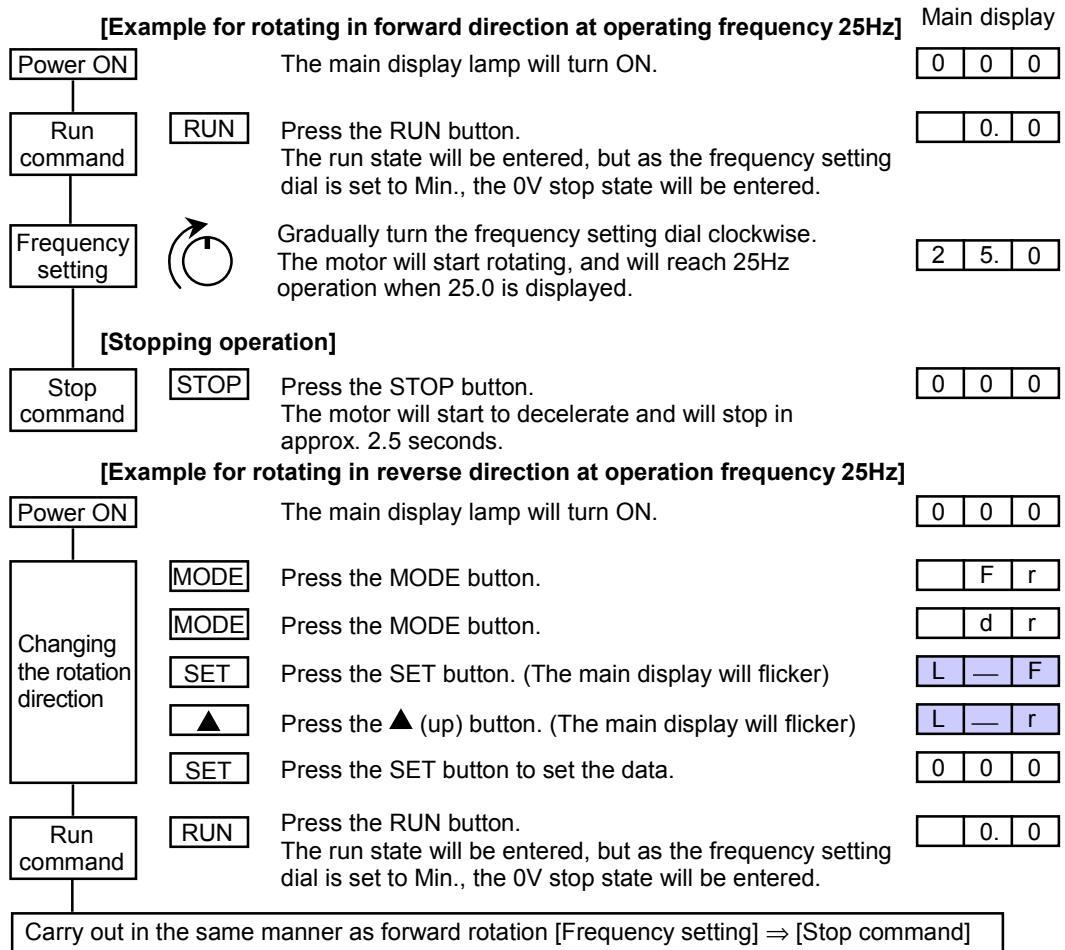 [Example for rotating in forward direction at operating frequency 25Hz] Main display
Power ON The main display lamp will turn ON. 0 0 0
Run command RUN Press the RUN button. 0. 0
The run state will be entered, but as the frequency setting
dial is set to Min., the 0V stop state will be entered.
Frequency setting Gradually turn the frequency setting dial clockwise.
The motor will start rotating, and will reach 25Hz 2 5. 0
operation when 25.0 is displayed.
[Stopping operation]
Stop command STOP Press the STOP button. 0 0 0
The motor will start to decelerate and will stop in
approx. 2.5 seconds.
[Example for rotating in reverse direction at operation frequency 25Hz]
Power ON The main display lamp will turn ON. 0 0 0
Changing the rotation direction
MODE Press the MODE button. F r
MODE Press the MODE button. d r
SET Press the SET button. (The main display will flicker) L — F
▲ Press the ▲ (up) button. (The main display will flicker) L — r
SET Press the SET button to set the data. 0 0 0
Run command RUN Press the RUN button. 0. 0
The run state will be entered, but as the frequency setting
dial is set to Min., the 0V stop state will be entered.
Carry out in the same manner as forward rotation [Frequency setting] ⇒ [Stop command]